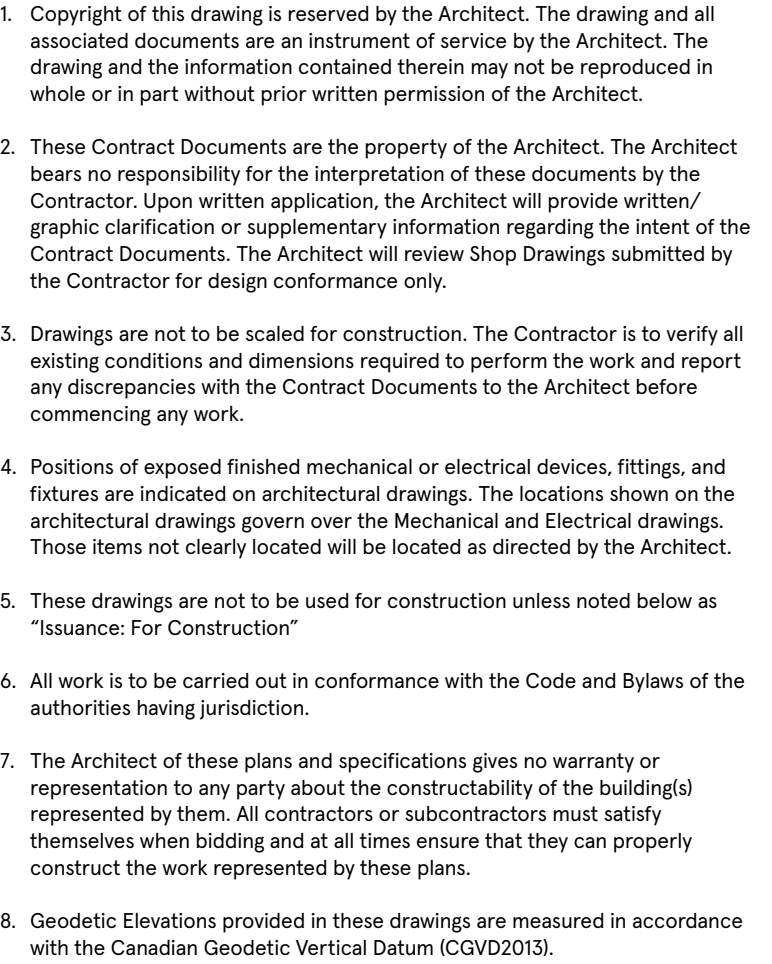 1. Copyright of this drawing is reserved by the Architect. The drawing and all
associated documents are an instrument of service by the Architect. The
drawing and the information contained therein may not be reproduced in
whole or in part without prior written permission of the Architect.
2. These Contract Documents are the property of the Architect. The Architect
bears no responsibility for the interpretation of these documents by the
Contractor. Upon written application, the Architect will provide written/
graphic clarification or supplementary information regarding the intent of the
Contract Documents. The Architect will review Shop Drawings submitted by
the Contractor for design conformance only.
3. Drawings are not to be scaled for construction. The Contractor is to verify all
existing conditions and dimensions required to perform the work and report
any discrepancies with the Contract Documents to the Architect before
commencing any work.
4. Positions of exposed finished mechanical or electrical devices, fittings, and
fixtures are indicated on architectural drawings. The locations shown on the
architectural drawings govern over the Mechanical and Electrical drawings.
Those items not clearly located will be located as directed by the Architect.
5. These drawings are not to be used for construction unless noted below as
“Issuance: For Construction”
6. All work is to be carried out in conformance with the Code and Bylaws of the
authorities having jurisdiction.
7. The Architect of these plans and specifications gives no warranty or
representation to any party about the constructability of the building(s)
represented by them. All contractors or subcontractors must satisfy
themselves when bidding and at all times ensure that they can properly
construct the work represented by these plans.
8. Geodetic Elevations provided in these drawings are measured in accordance
with the Canadian Geodetic Vertical Datum (CGVD2013).